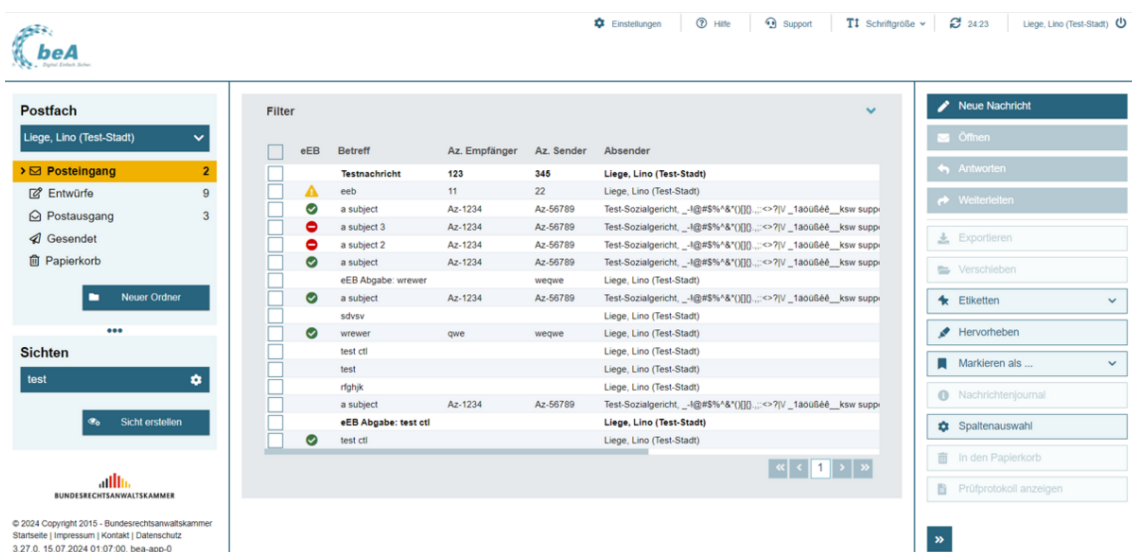 Einstellungen Hilfe Support Schriftgröße 24:23 Liege, Lino (Test-Stadt)
beA
Digital. Einfach. Sicher.
Postfach
Liege, Lino (Test-Stadt)
Posteingang 2
Entwürfe 9
Postausgang 3
Gesendet
Papierkorb
Neuer Ordner
Sichten
test
Sicht erstellen
BUNDESRECHTSANWALTSKAMMER
© 2024 Copyright 2015 - Bundesrechtsanwaltskammer
Startseite | Impressum | Kontakt | Datenschutz
3.27.0, 15.07.2024 01:07:00, bea-app-0
Filter
eEB Betreff Az. Empfänger Az. Sender Absender
Testnachricht 123 345 Liege, Lino (Test-Stadt)
eeb 11 22 Liege, Lino (Test-Stadt)
a subject Az-1234 Az-56789 Test-Sozialgericht,
a subject 3 Az-1234 Az-56789 Test-Sozialgericht,
a subject 2 Az-1234 Az-56789 Test-Sozialgericht,
a subject Az-1234 Az-56789 Test-Sozialgericht,
eEB Abgabe: wrewer weqwe Liege, Lino (Test-Stadt)
a subject Az-1234 Az-56789 Test-Sozialgericht,
sdvsv Liege, Lino (Test-Stadt)
wrewer qwe weqwe Liege, Lino (Test-Stadt)
test ctl Liege, Lino (Test-Stadt)
test Liege, Lino (Test-Stadt)
rfghjk Liege, Lino (Test-Stadt)
a subject Az-1234 Az-56789 Test-Sozialgericht,
eEB Abgabe: test ctl Liege, Lino (Test-Stadt)
test ctl Liege, Lino (Test-Stadt)
« < 1 > »
Neue Nachricht
Öffnen
Antworten
Weiterleiten
Exportieren
Verschieben
Etiketten
Hervorheben
Markieren als ...
Nachrichtenjournal
Spaltenauswahl
In den Papierkorb
Prüfprotokoll anzeigen
»